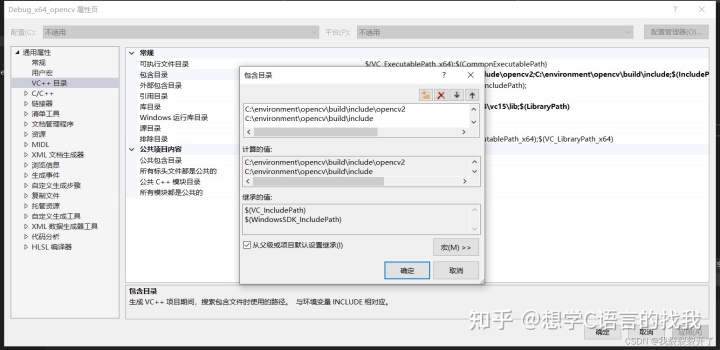 Debug_x64_opencv 属性页
配置(C): 不适用 平台(P): 不适用 配置管理器(O)...
通用属性
常规
用户宏
VC++ 目录
C/C++
链接器
清单工具
文档管理程序
资源
MIDL
XML 文档生成器
浏览信息
生成事件
自定义生成步骤
复制文件
托管资源
自定义生成工具
XML 数据生成器工具
代码分析
HLSL 编译器
常规
可执行文件目录 $(VC_ExecutablePath_x64);$(CommonExecutablePath)
包含目录 nclude\opencv2;C:\environment\opencv\build\include;$(IncludeP
外部包含目录 IncludePath);
引用目录
库目录 \vc15\lib;$(LibraryPath)
Windows 运行库目录
源目录
排除目录 utablePath_x64);$(VC_LibraryPath_x64)
公共项目内容
公共包含目录
所有标头文件都是公共的
公共 C++ 模块目录
所有模块都是公共的
包含目录
C:\environment\opencv\build\include\opencv2
C:\environment\opencv\build\include
计算的值:
C:\environment\opencv\build\include\opencv2
C:\environment\opencv\build\include
继承的值:
$(VC_IncludePath)
$(WindowsSDK_IncludePath)
从父级或项目默认设置继承(I)
宏(M) >>
确定 取消
包含目录
生成 VC++ 项目期间，搜索包含文件时使用的路径。 与环境变量 INCLUDE 相对应。
确定 取消 应用(A)
知乎 @想学C语言的找我
CSDN @我裂裂裂开了